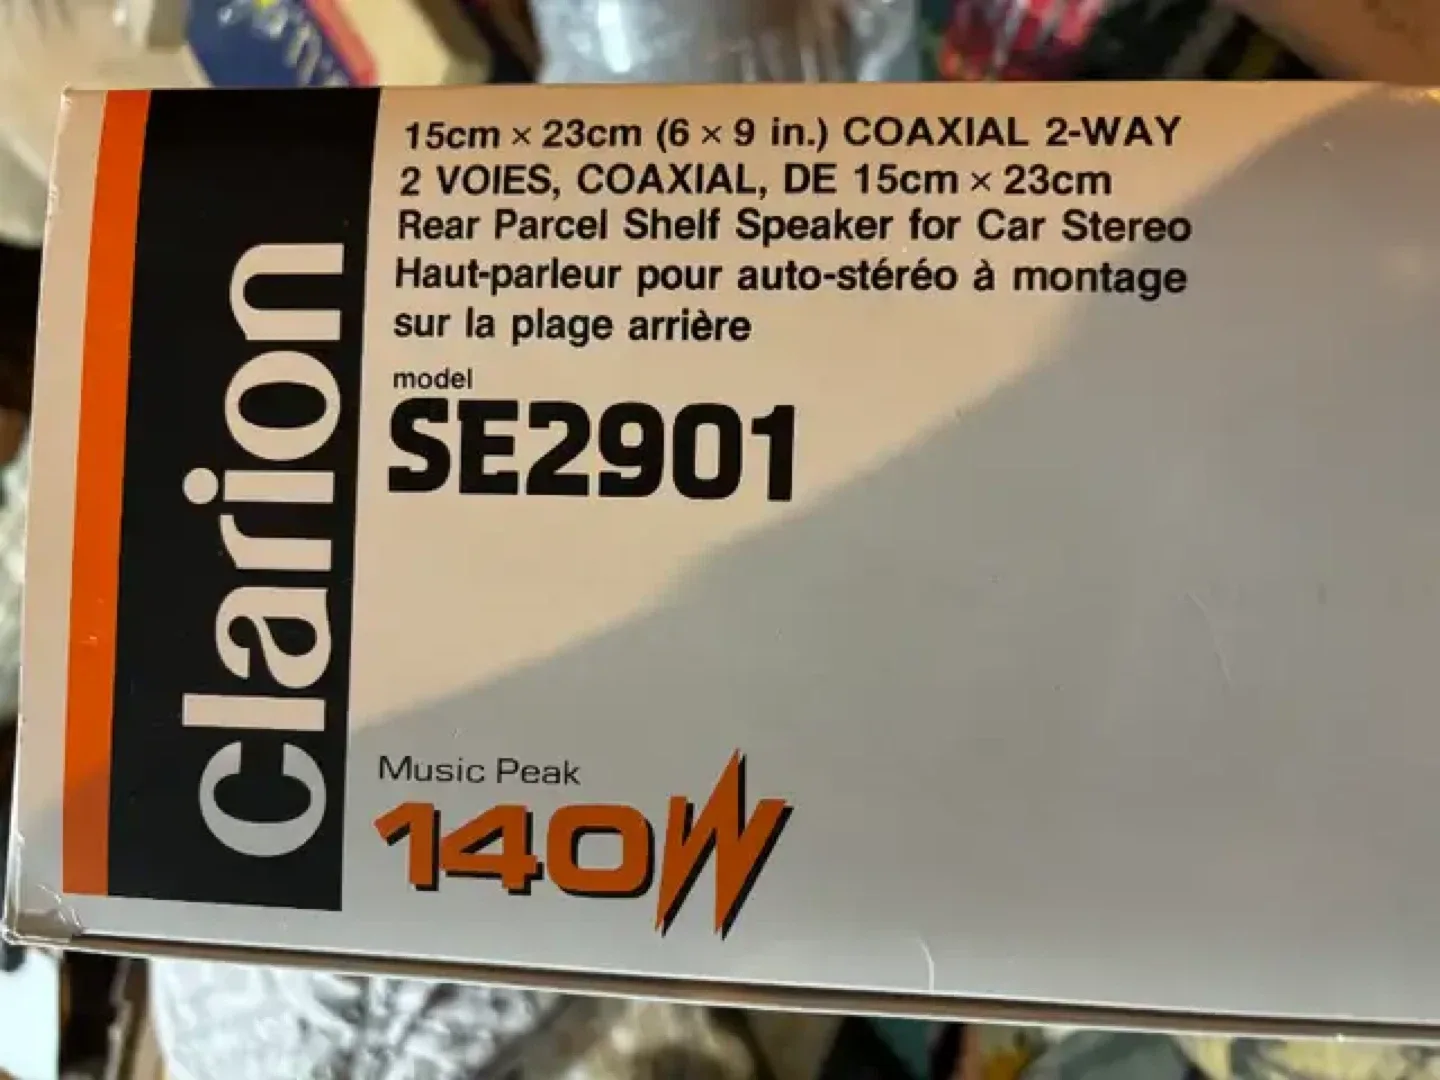 clarion
15cm × 23cm (6 × 9 in.) COAXIAL 2-WAY
2 VOIES, COAXIAL, DE 15cm × 23cm
Rear Parcel Shelf Speaker for Car Stereo
Haut-parleur pour auto-stéréo à montage
sur la plage arrière
model
SE2901
Music Peak
140W